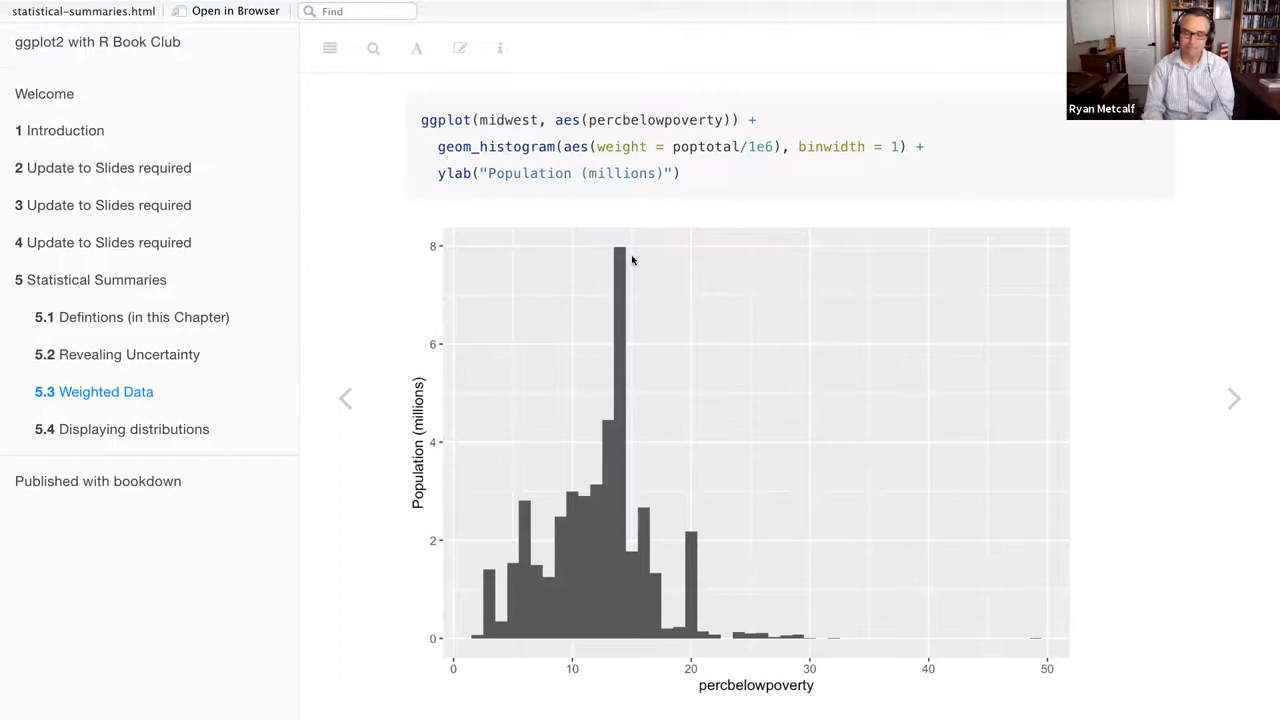 statistical-summaries.html
Open in Browser
Find
ggplot2 with R Book Club
Welcome
1 Introduction
2 Update to Slides required
3 Update to Slides required
4 Update to Slides required
5 Statistical Summaries
5.1 Defintions (in this Chapter)
5.2 Revealing Uncertainty
5.3 Weighted Data
5.4 Displaying distributions
Published with bookdown
A
i
ggplot(midwest, aes(percbelowpoverty)) +
geom_histogram(aes(weight = poptotal/1e6), binwidth = 1) +
ylab("Population (millions)")
Population (millions)
8
6
4
2
0
0 10 20 30 40 50
percbelowpoverty
Ryan Metcalf